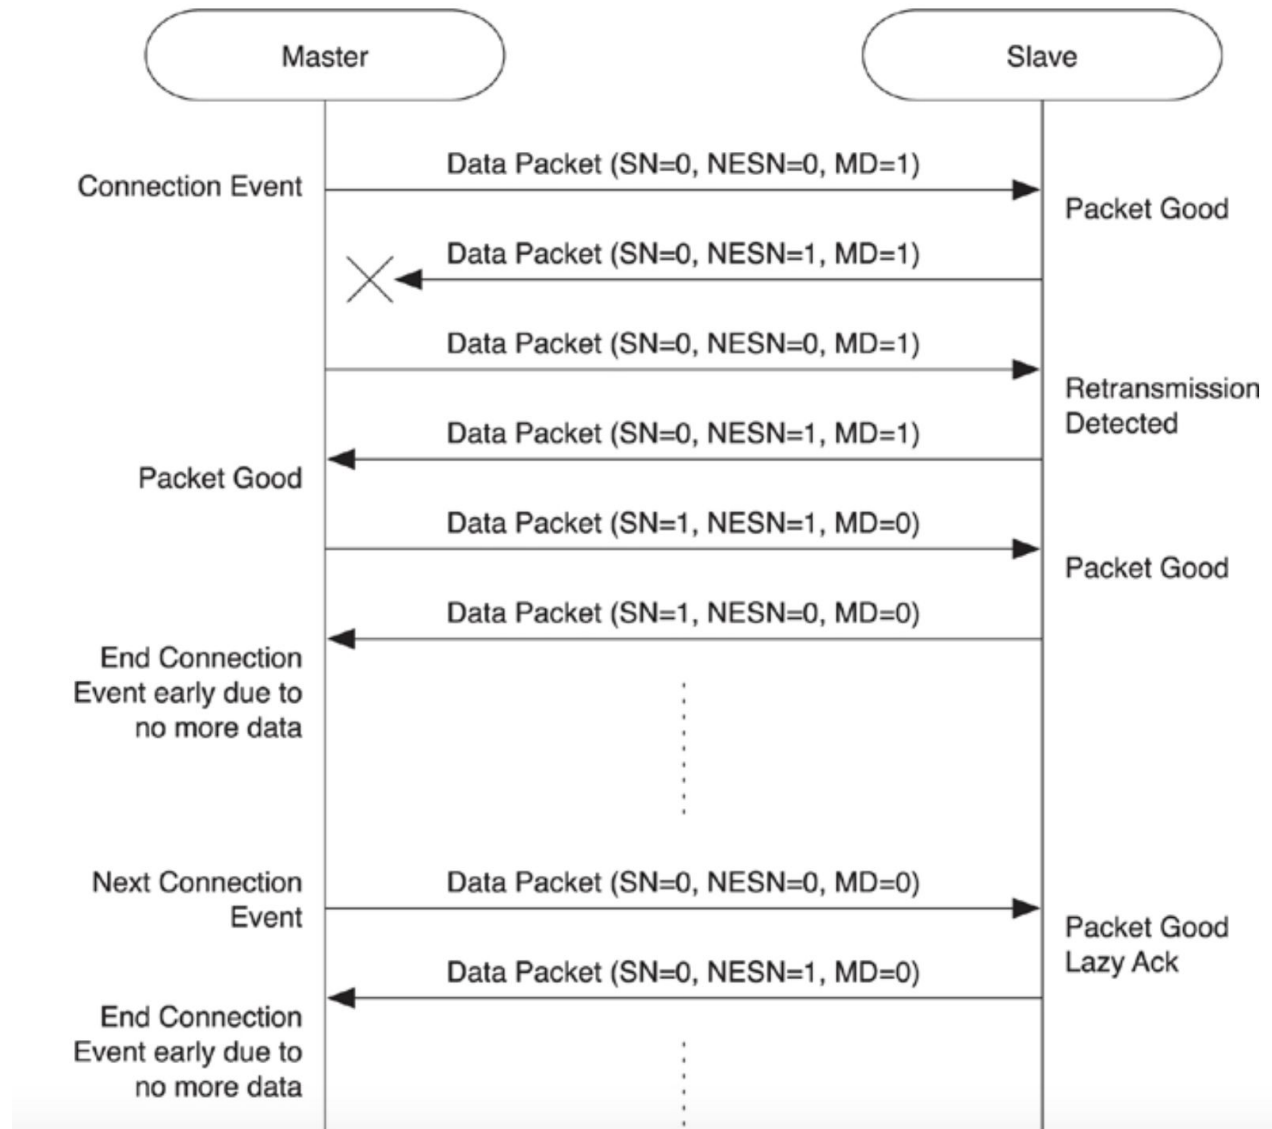 Master
Slave
Data Packet (SN=0, NESN=0, MD=1)
Connection Event
Packet Good
Data Packet (SN=0, NESN=1, MD=1)
Data Packet (SN=0, NESN=0, MD=1)
Retransmission
Detected
Data Packet (SN=0, NESN=1, MD=1)
Packet Good
Data Packet (SN=1, NESN=1, MD=0)
Packet Good
Data Packet (SN=1, NESN=0, MD=0)
End Connection
Event early due to
no more data
Next Connection
Event
Data Packet (SN=0, NESN=0, MD=0)
Packet Good
Lazy Ack
Data Packet (SN=0, NESN=1, MD=0)
End Connection
Event early due to
no more data